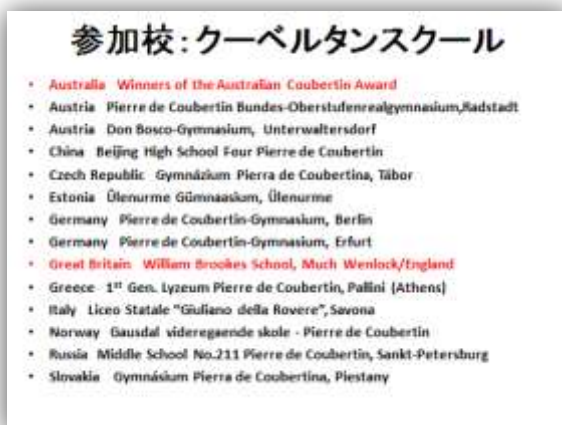 参加校：クーベルタンスクール
• Australia Winners of the Australian Coubertin Award
• Austria Pierre de Coubertin Bundes-Oberstufenrealgymnasium,Radstadt
• Austria Don Bosco-Gymnasium, Unterwaltersdorf
• China Beijing High School Four Pierre de Coubertin
• Czech Republic Gymnázium Pierra de Coubertina, Tábor
• Estonia Ülenurme Gümnaasium, Ülenurme
• Germany Pierre de Coubertin-Gymnasium, Berlin
• Germany Pierre de Coubertin-Gymnasium, Erfurt
• Great Britain William Brookes School, Much Wenlock/England
• Greece 1st Gen. Lyzeum Pierre de Coubertin, Pallini (Athens)
• Italy Liceo Statale "Giuliano della Rovere", Savona
• Norway Gausdal videregaende skole - Pierre de Coubertin
• Russia Middle School No.211 Pierre de Coubertin, Sankt-Petersburg
• Slovakia Gymnásium Pierra de Coubertina, Piestany